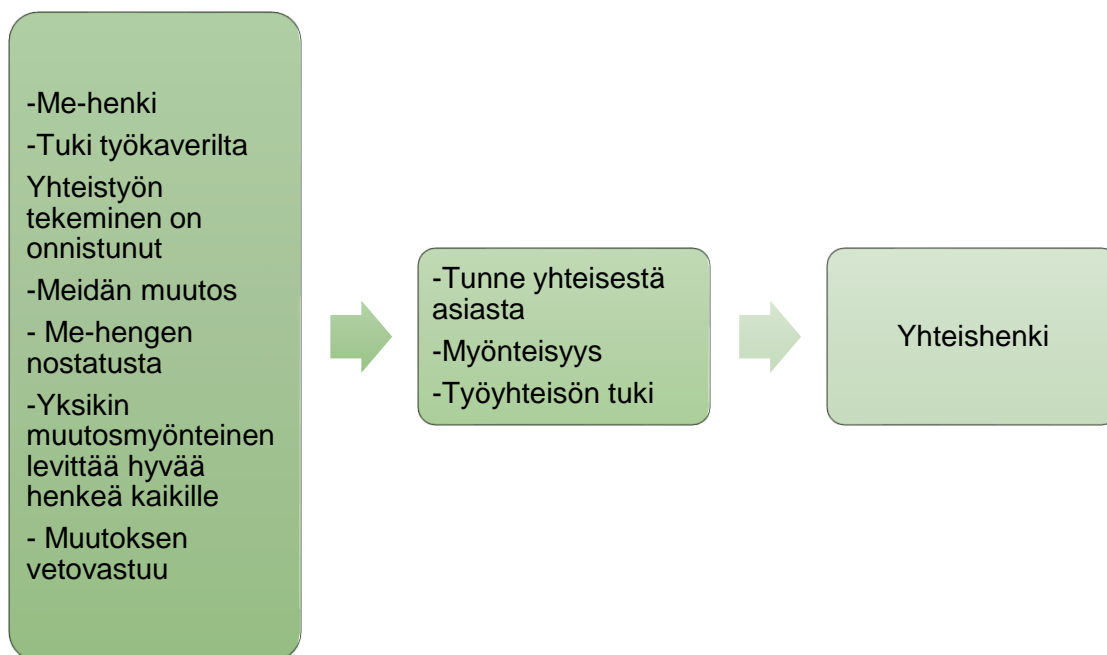 -Me-henki
-Tuki työkaverilta
Yhteistyön
tekeminen on
onnistunut
-Meidän muutos
- Me-hengen
nostatusta
-Yksikin
muutosmyönteinen
levittää hyvää
henkeä kaikille
- Muutoksen
vetovastuu
-Tunne yhteisestä
asiasta
-Myönteisyys
-Työyhteisön tuki
Yhteishenki